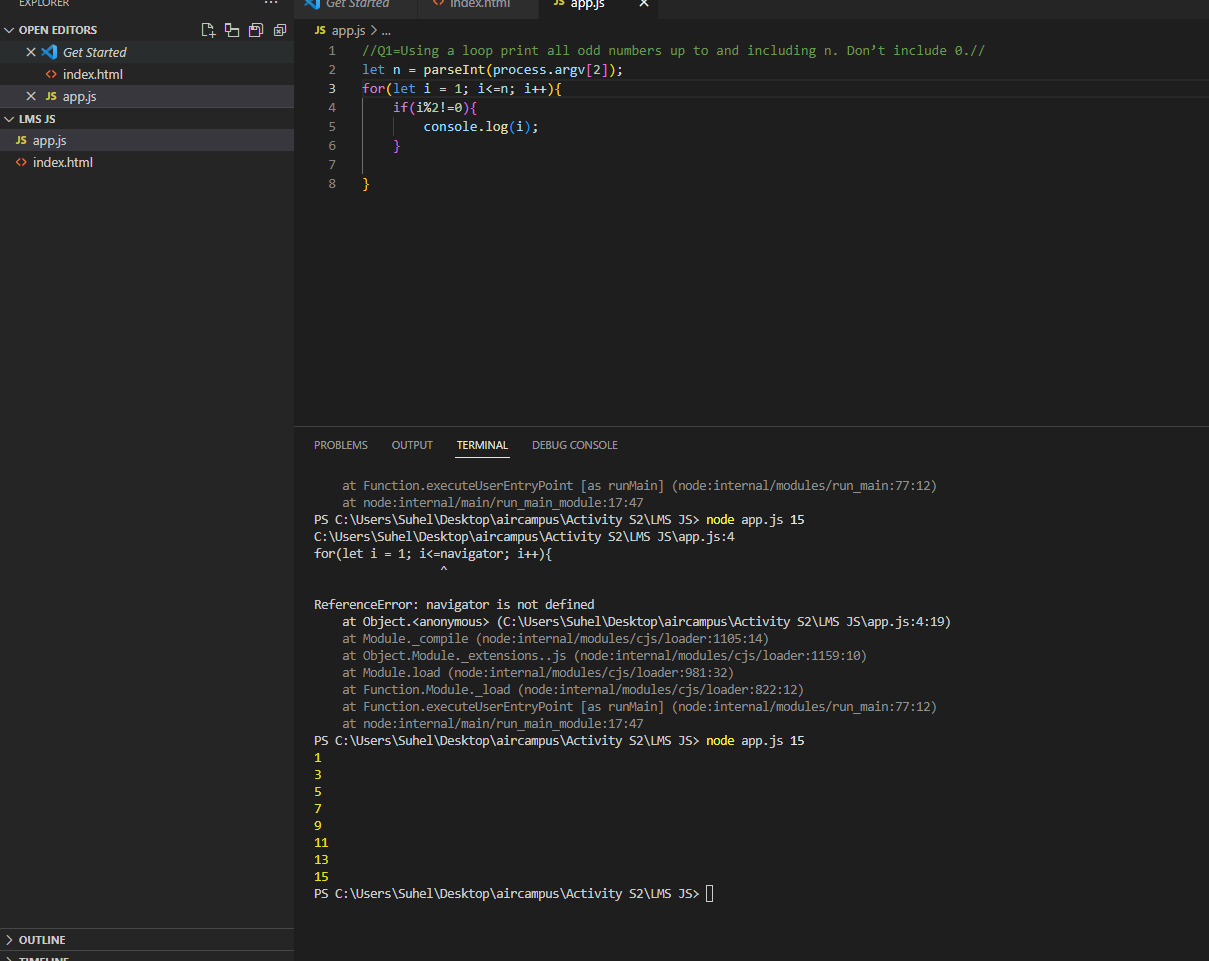 EXPLORER
...
Get Started
index.html
JS app.js
OPEN EDITORS
Get Started
index.html
JS app.js
LMS JS
JS app.js
index.html
JS app.js > ...
1 //Q1=Using a loop print all odd numbers up to and including n. Don’t include 0.//
2 let n = parseInt(process.argv[2]);
3 for(let i = 1; i<=n; i++){
4 if(i%2!=0){
5 console.log(i);
6 }
7
8 }
PROBLEMS OUTPUT TERMINAL DEBUG CONSOLE
at Function.executeUserEntryPoint [as runMain] (node:internal/modules/run_main:77:12)
at node:internal/main/run_main_module:17:47
PS C:\Users\Suhel\Desktop\aircampus\Activity S2\LMS JS> node app.js 15
C:\Users\Suhel\Desktop\aircampus\Activity S2\LMS JS\app.js:4
for(let i = 1; i<=navigator; i++){
^
ReferenceError: navigator is not defined
at Object.<anonymous> (C:\Users\Suhel\Desktop\aircampus\Activity S2\LMS JS\app.js:4:19)
at Module._compile (node:internal/modules/cjs/loader:1105:14)
at Object.Module._extensions..js (node:internal/modules/cjs/loader:1159:10)
at Module.load (node:internal/modules/cjs/loader:981:32)
at Function.Module._load (node:internal/modules/cjs/loader:822:12)
at Function.executeUserEntryPoint [as runMain] (node:internal/modules/run_main:77:12)
at node:internal/main/run_main_module:17:47
PS C:\Users\Suhel\Desktop\aircampus\Activity S2\LMS JS> node app.js 15
1
3
5
7
9
11
13
15
PS C:\Users\Suhel\Desktop\aircampus\Activity S2\LMS JS>
OUTLINE
TIMELINE